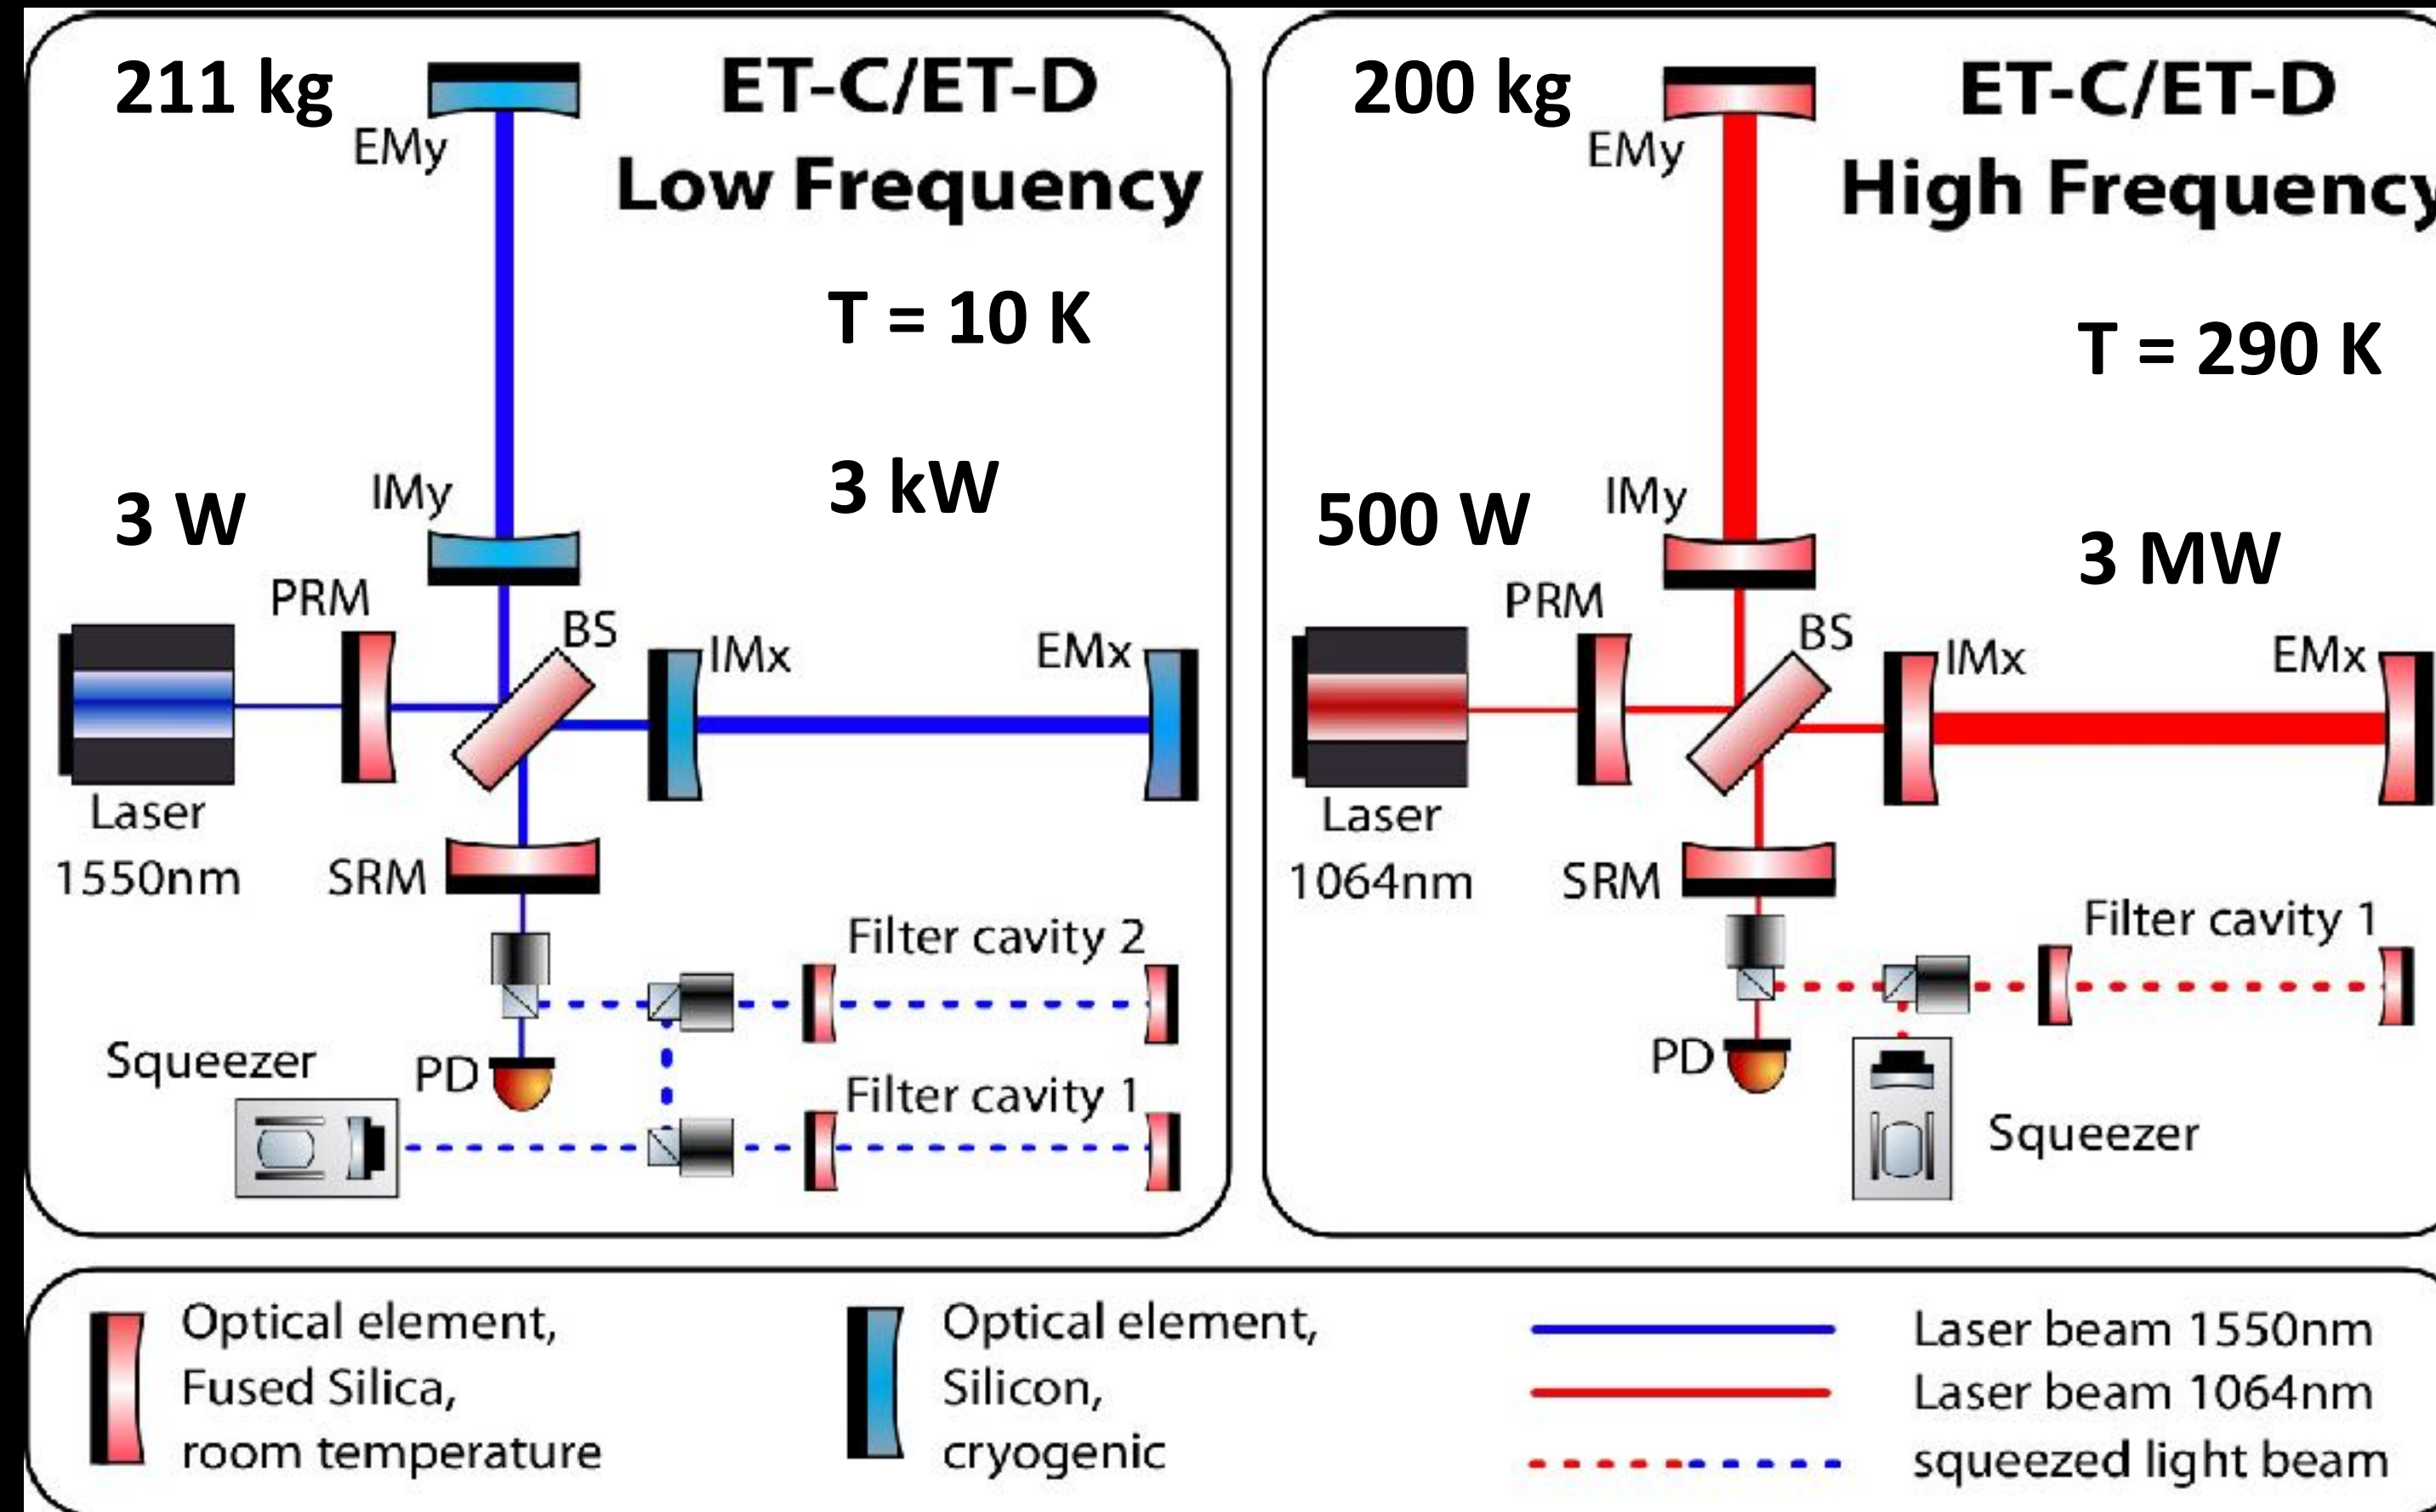 211 kg
ET-C/ET-D
Low Frequency
EMy
T = 10 K
3 kW
IMy
3 W
PRM
BS
IMx
EMx
Laser
1550nm
SRM
Filter cavity 2
Squeezer
PD
Filter cavity 1
200 kg
ET-C/ET-D
High Frequency
EMy
T = 290 K
IMy
500 W
3 MW
PRM
BS
IMx
EMx
Laser
1064nm
SRM
Filter cavity 1
PD
Squeezer
Optical element,
Fused Silica,
room temperature
Optical element,
Silicon,
cryogenic
Laser beam 1550nm
Laser beam 1064nm
squeezed light beam